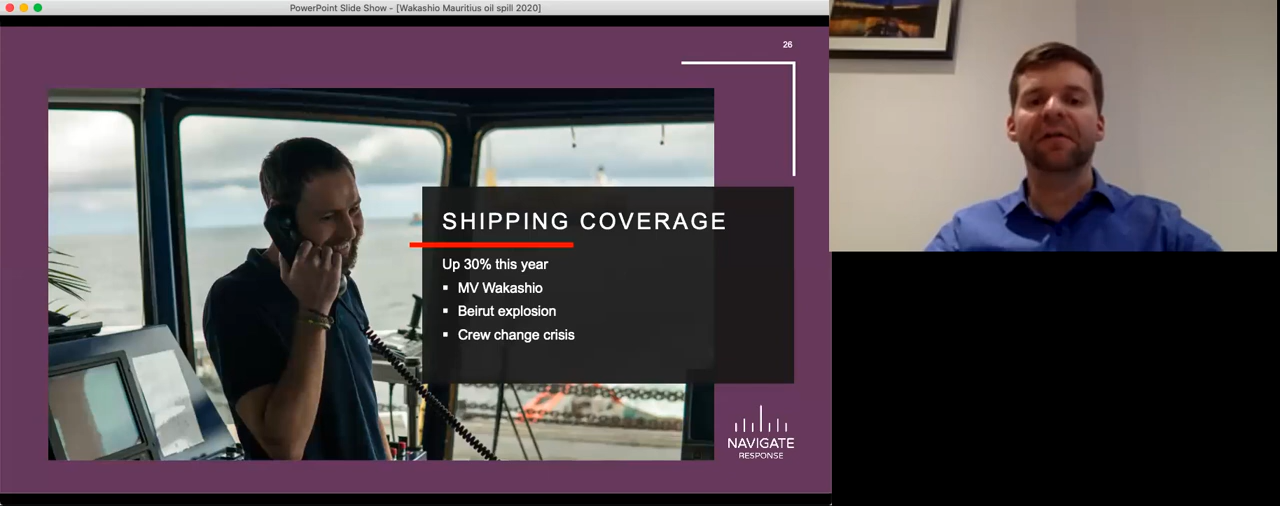 PowerPoint Slide Show - [Wakashio Mauritius oil spill 2020]
26
SHIPPING COVERAGE
Up 30% this year
▪ MV Wakashio
▪ Beirut explosion
▪ Crew change crisis
NAVIGATE
RESPONSE